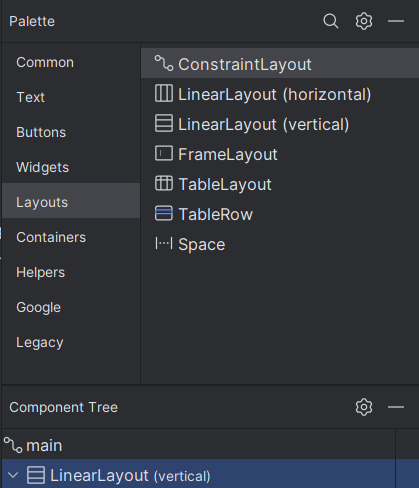 Palette
Common
Text
Buttons
Widgets
Layouts
Containers
Helpers
Google
Legacy
ConstraintLayout
LinearLayout (horizontal)
LinearLayout (vertical)
FrameLayout
TableLayout
TableRow
Space
Component Tree
main
LinearLayout (vertical)